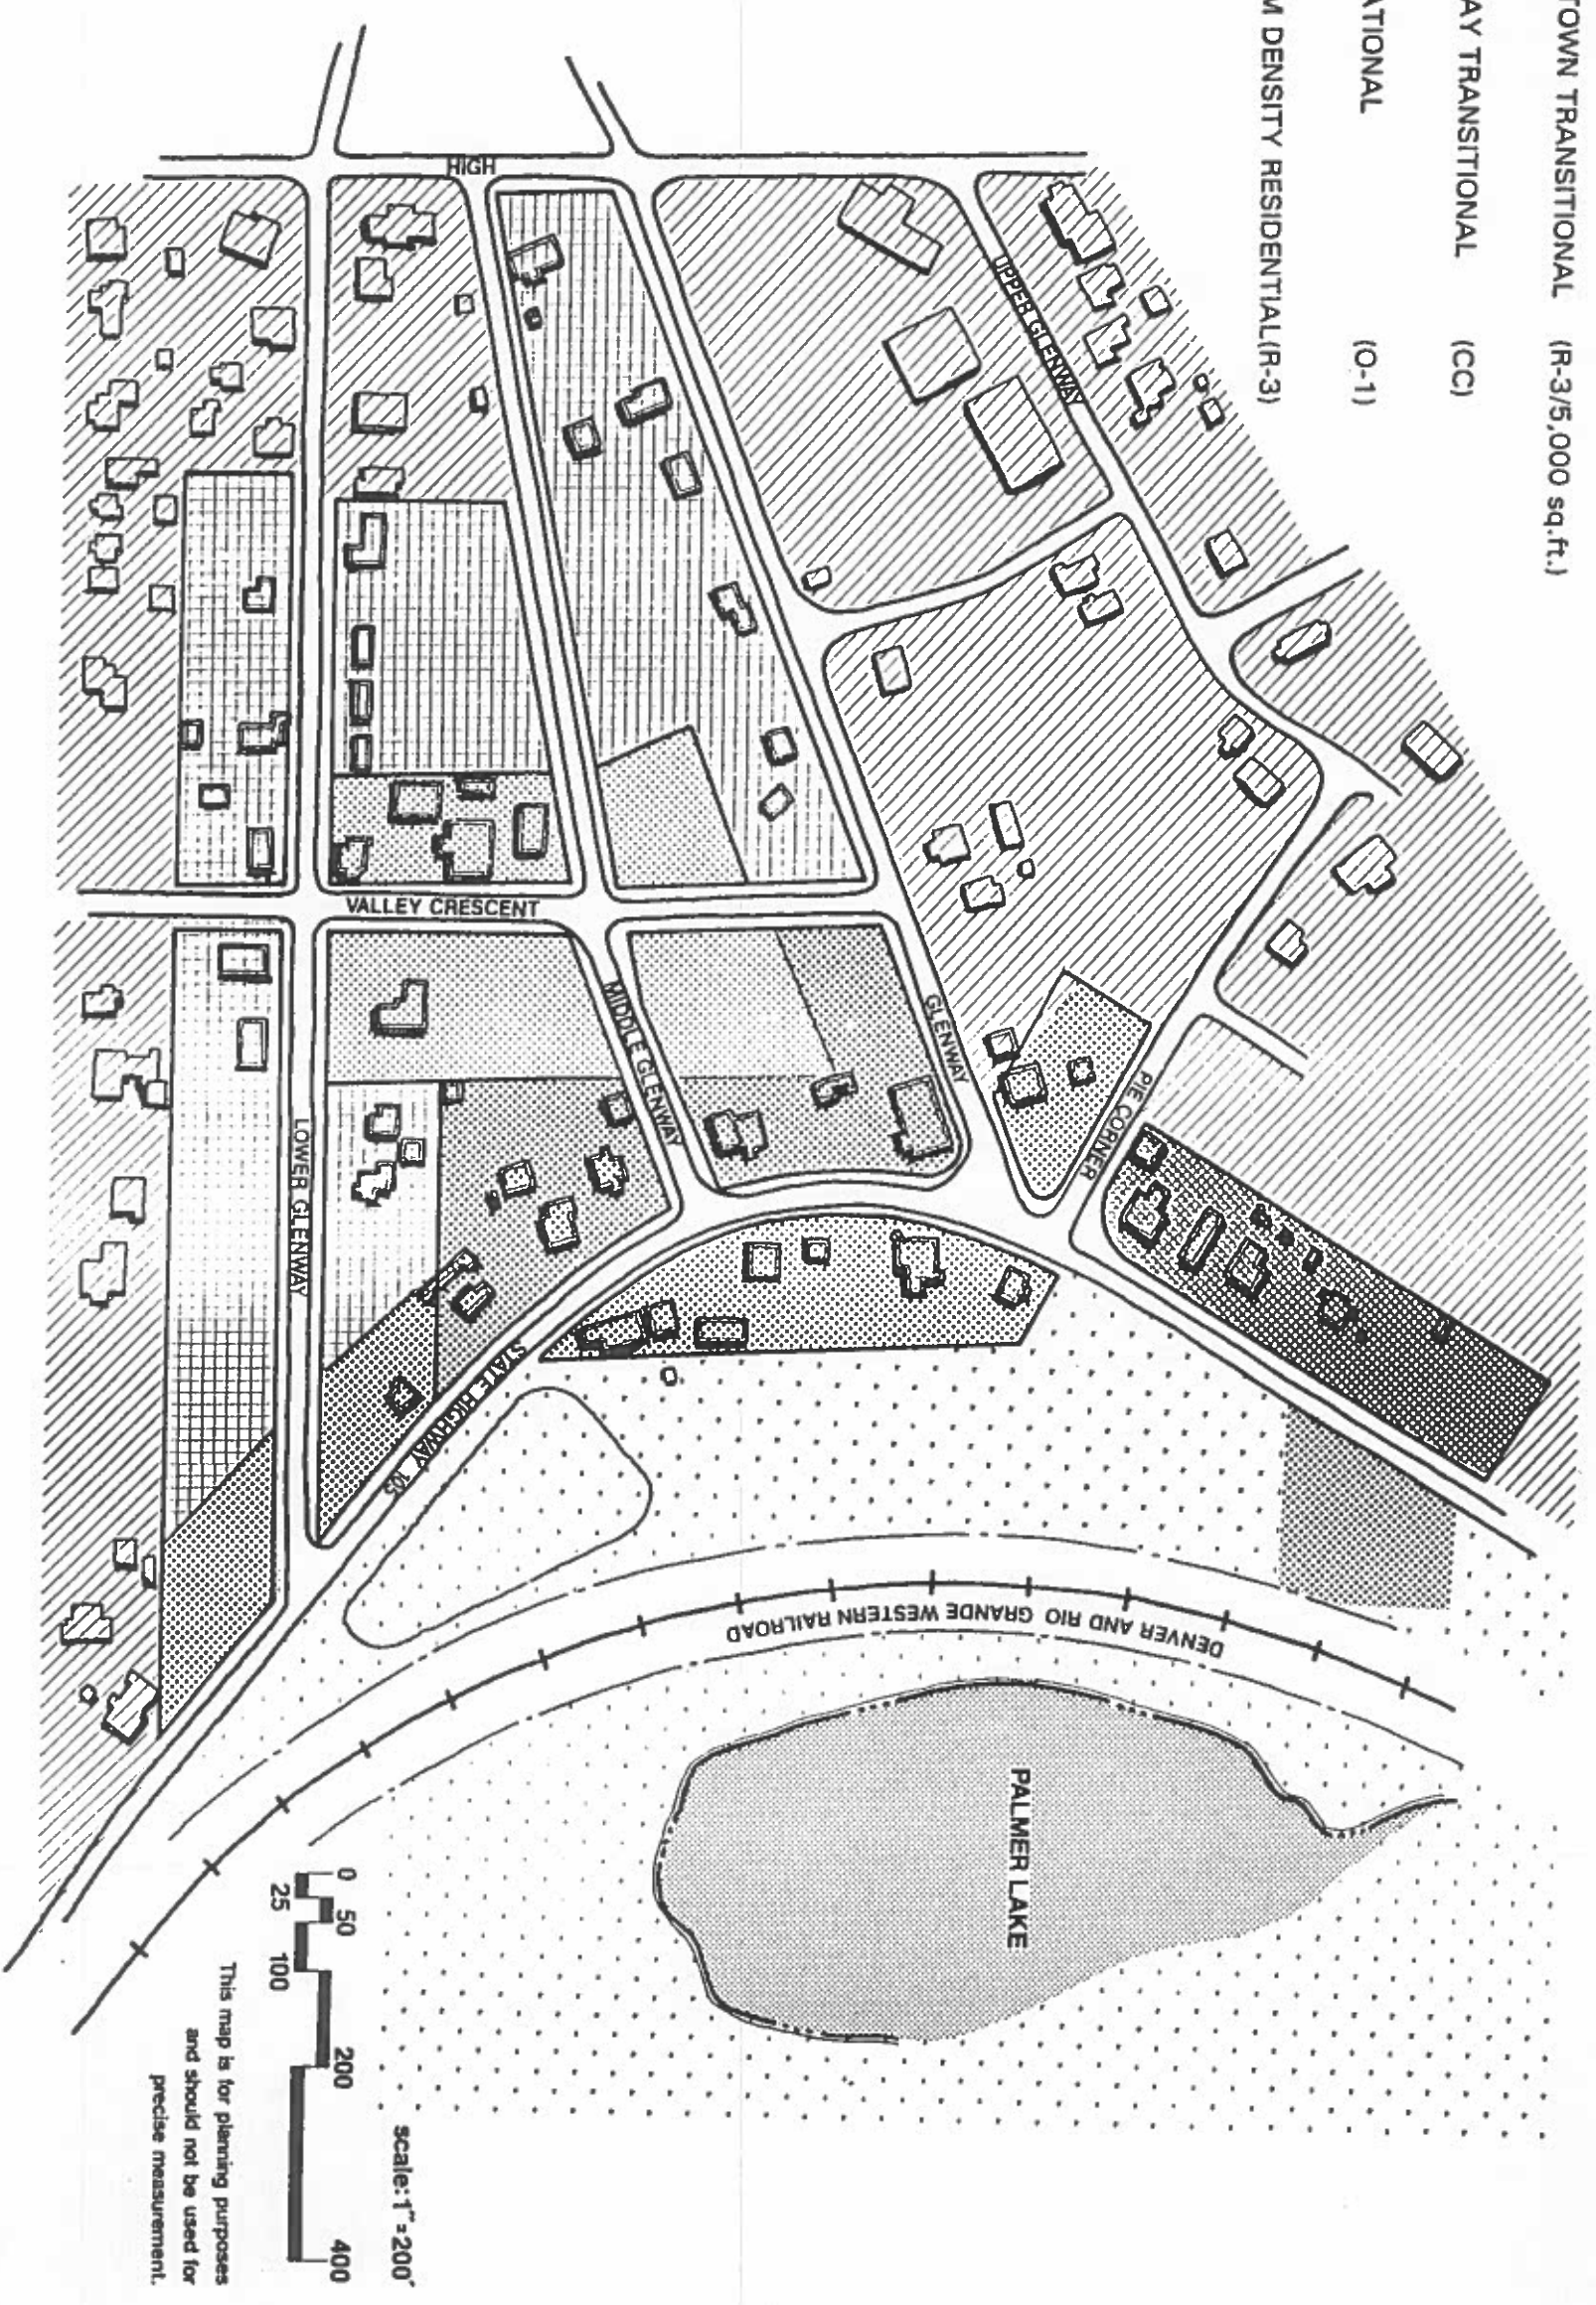 TOWN TRANSITIONAL (R-3/5,000 sq.ft.)
AY TRANSITIONAL (CC)
ATIONAL (O-1)
M DENSITY RESIDENTIAL(R-3)
HIGH
UPPER GLENWAY
VALLEY CRESCENT
MIDDLE GLENWAY
GLENWAY
PIE CORNER
LOWER GLENWAY
STATE HIGHWAY 105
DENVER AND RIO GRANDE WESTERN RAILROAD
PALMER LAKE
scale: 1"=200'
0 50 200 400
25 100
This map is for planning purposes
and should not be used for
precise measurement.